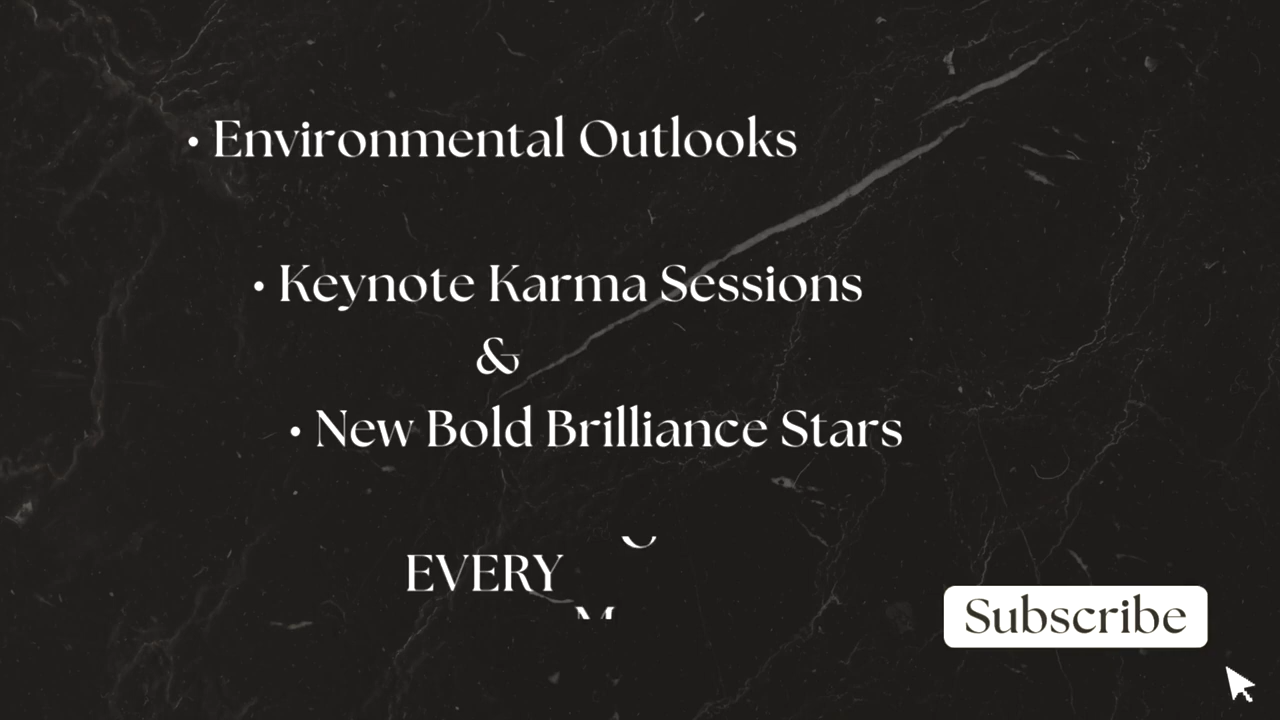 • Environmental Outlooks
• Keynote Karma Sessions
&
• New Bold Brilliance Stars
EVERY
Subscribe